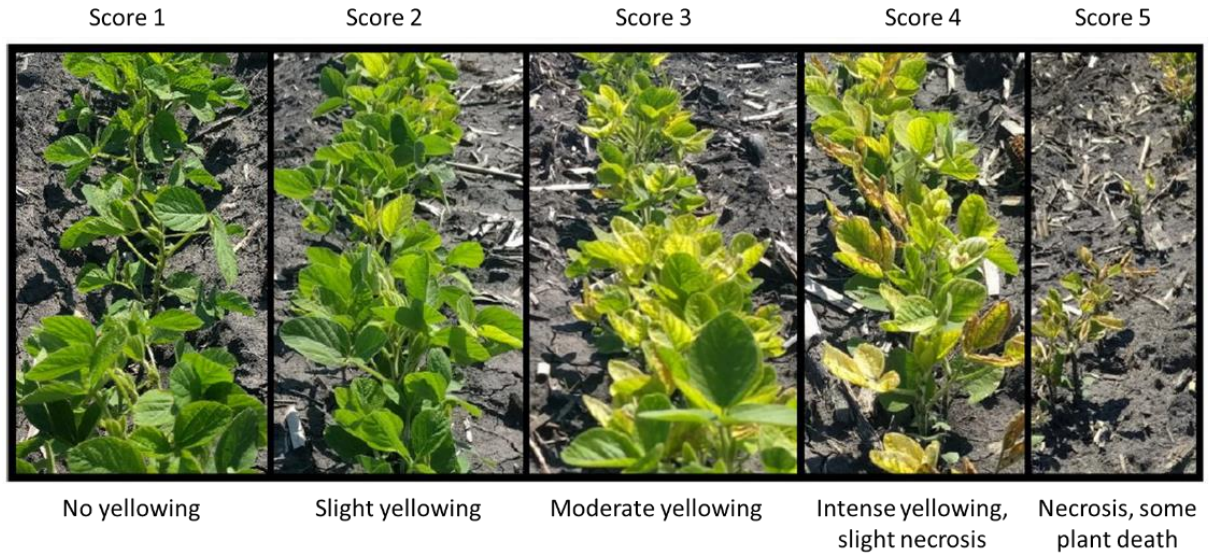 Score 1
Score 2
Score 3
Score 4
Score 5
No yellowing
Slight yellowing
Moderate yellowing
Intense yellowing,
slight necrosis
Necrosis, some
plant death